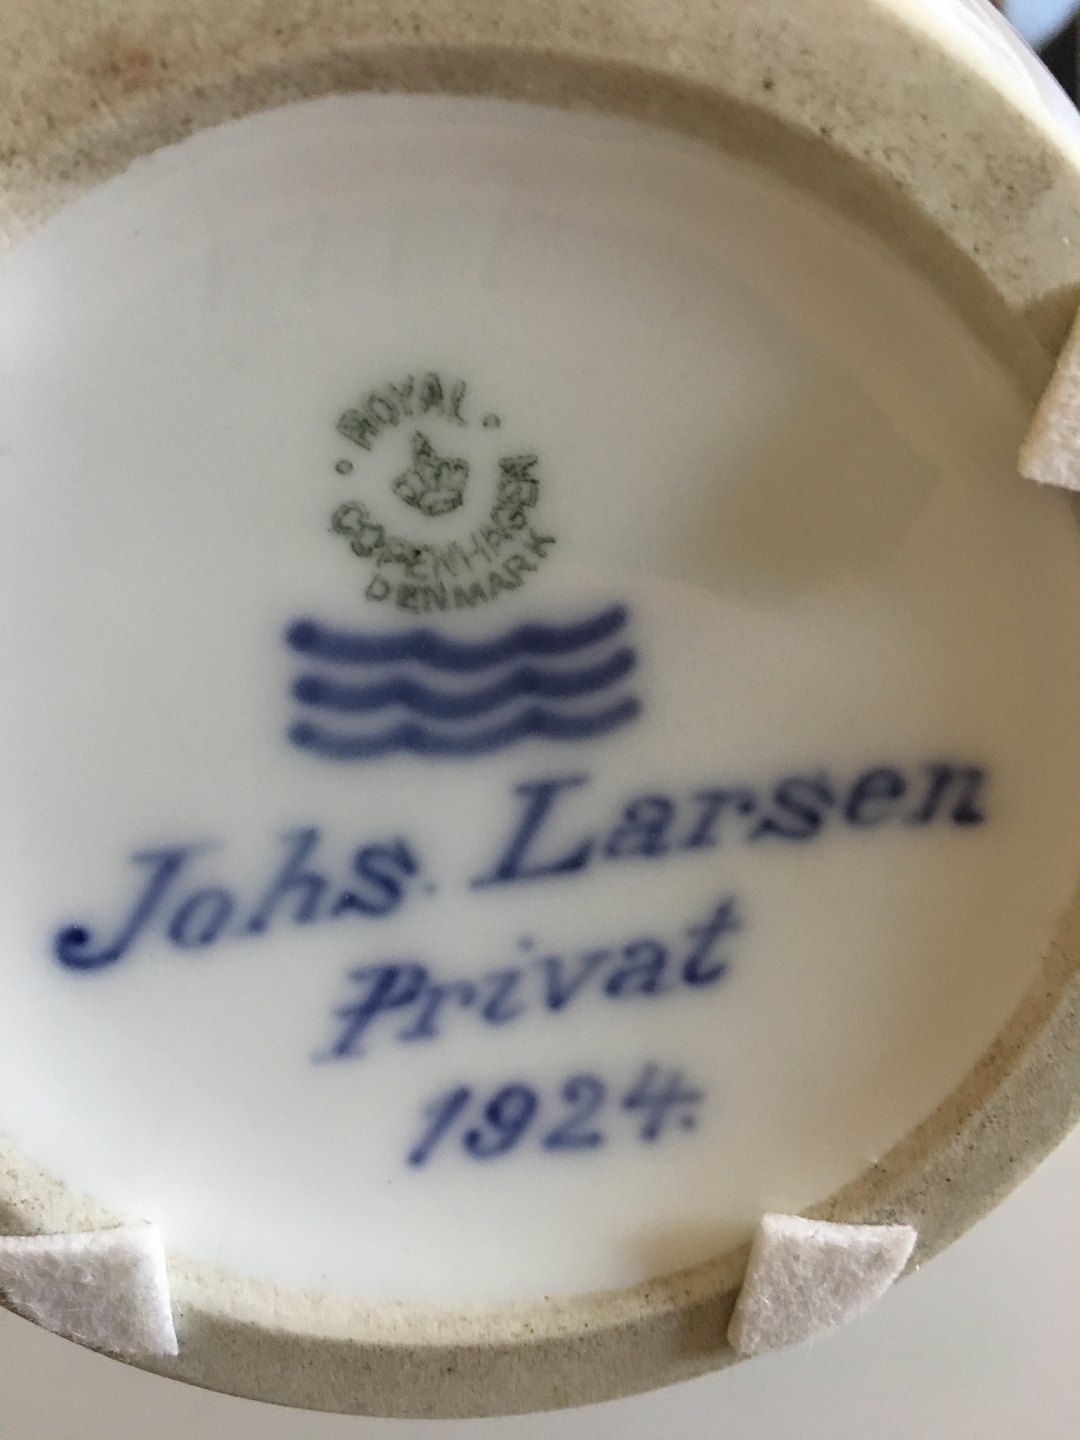 ROYAL
COPENHAGEN
DENMARK
Johs. Larsen
Privat
1924.